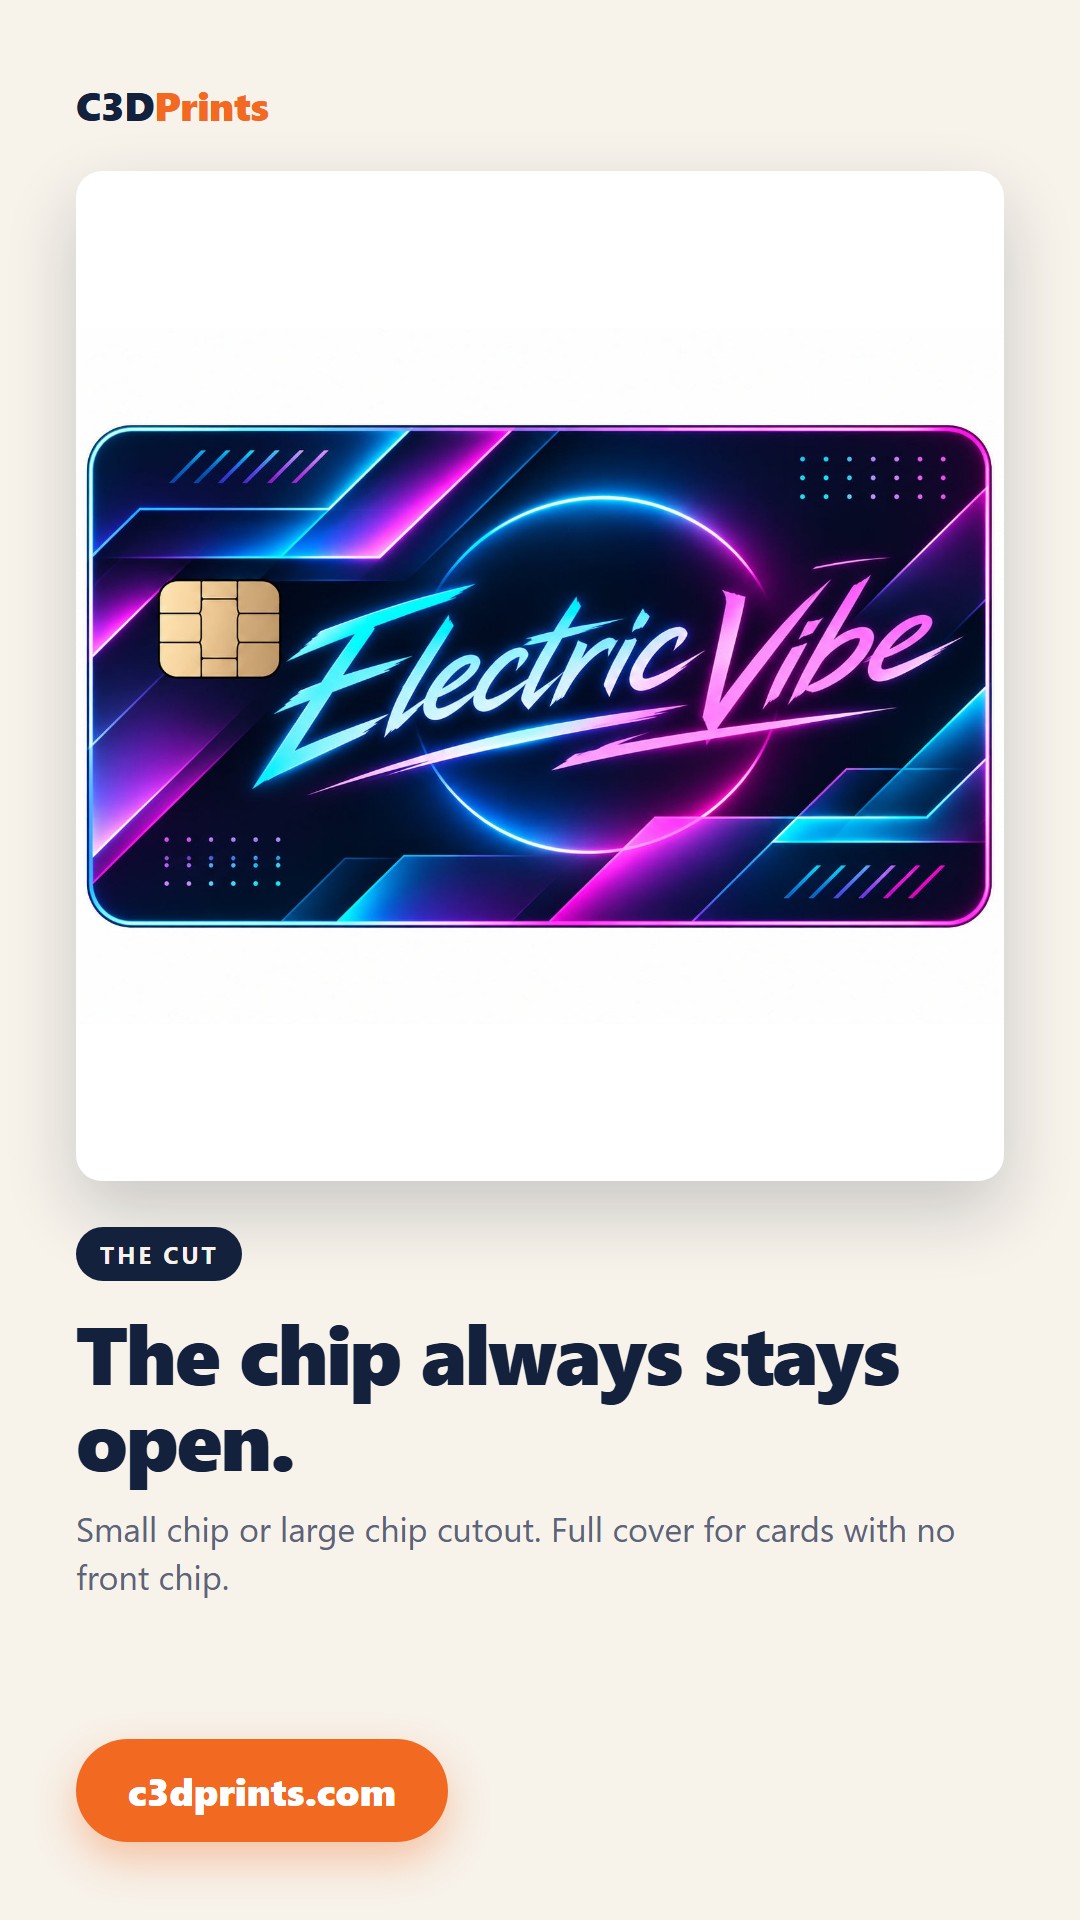 C3DPrints
Electric Vibe
THE CUT
The chip always stays
open.
Small chip or large chip cutout. Full cover for cards with no
front chip.
c3dprints.com